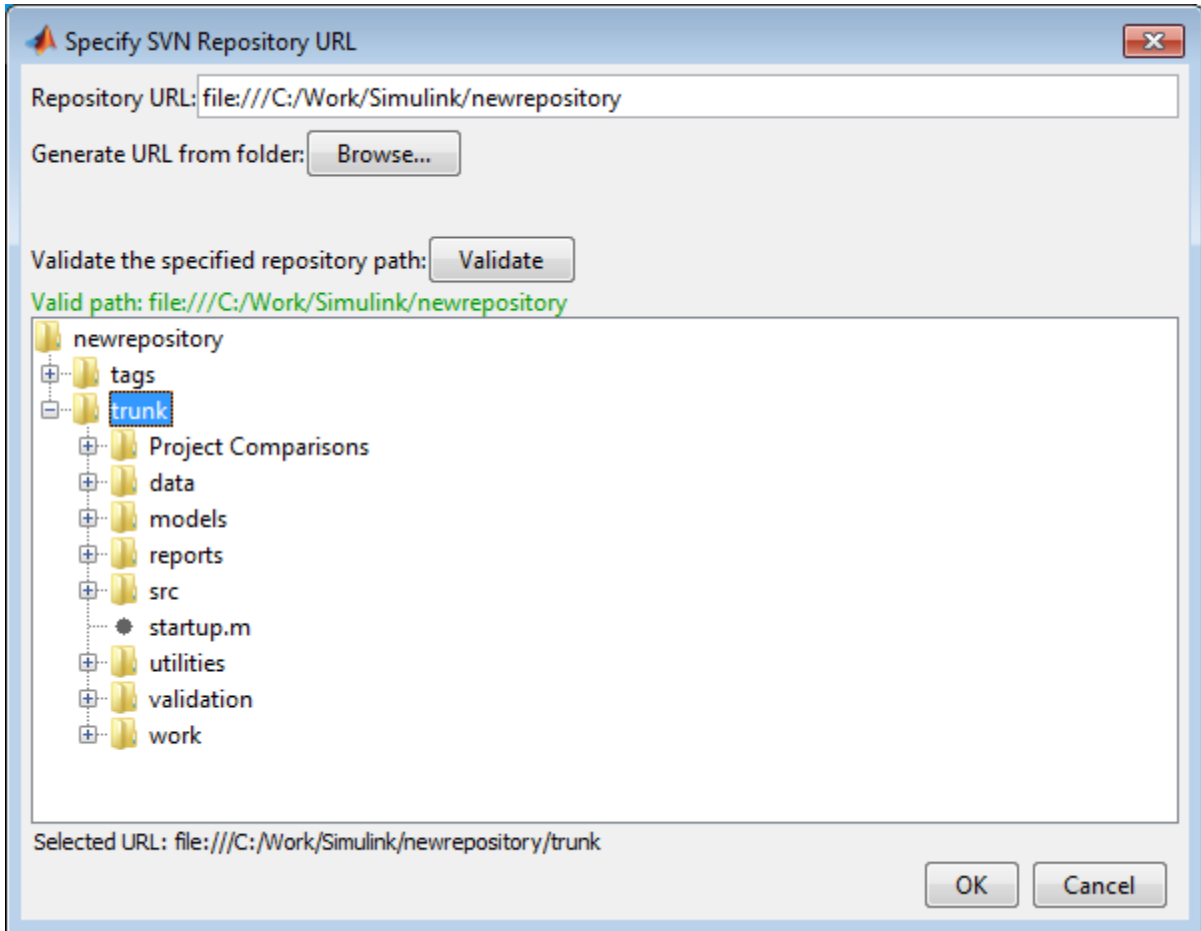 Specify SVN Repository URL
Repository URL: file:///C:/Work/Simulink/newrepository
Generate URL from folder: Browse...
Validate the specified repository path: Validate
Valid path: file:///C:/Work/Simulink/newrepository
newrepository
tags
trunk
Project Comparisons
data
models
reports
src
startup.m
utilities
validation
work
Selected URL: file:///C:/Work/Simulink/newrepository/trunk
OK Cancel